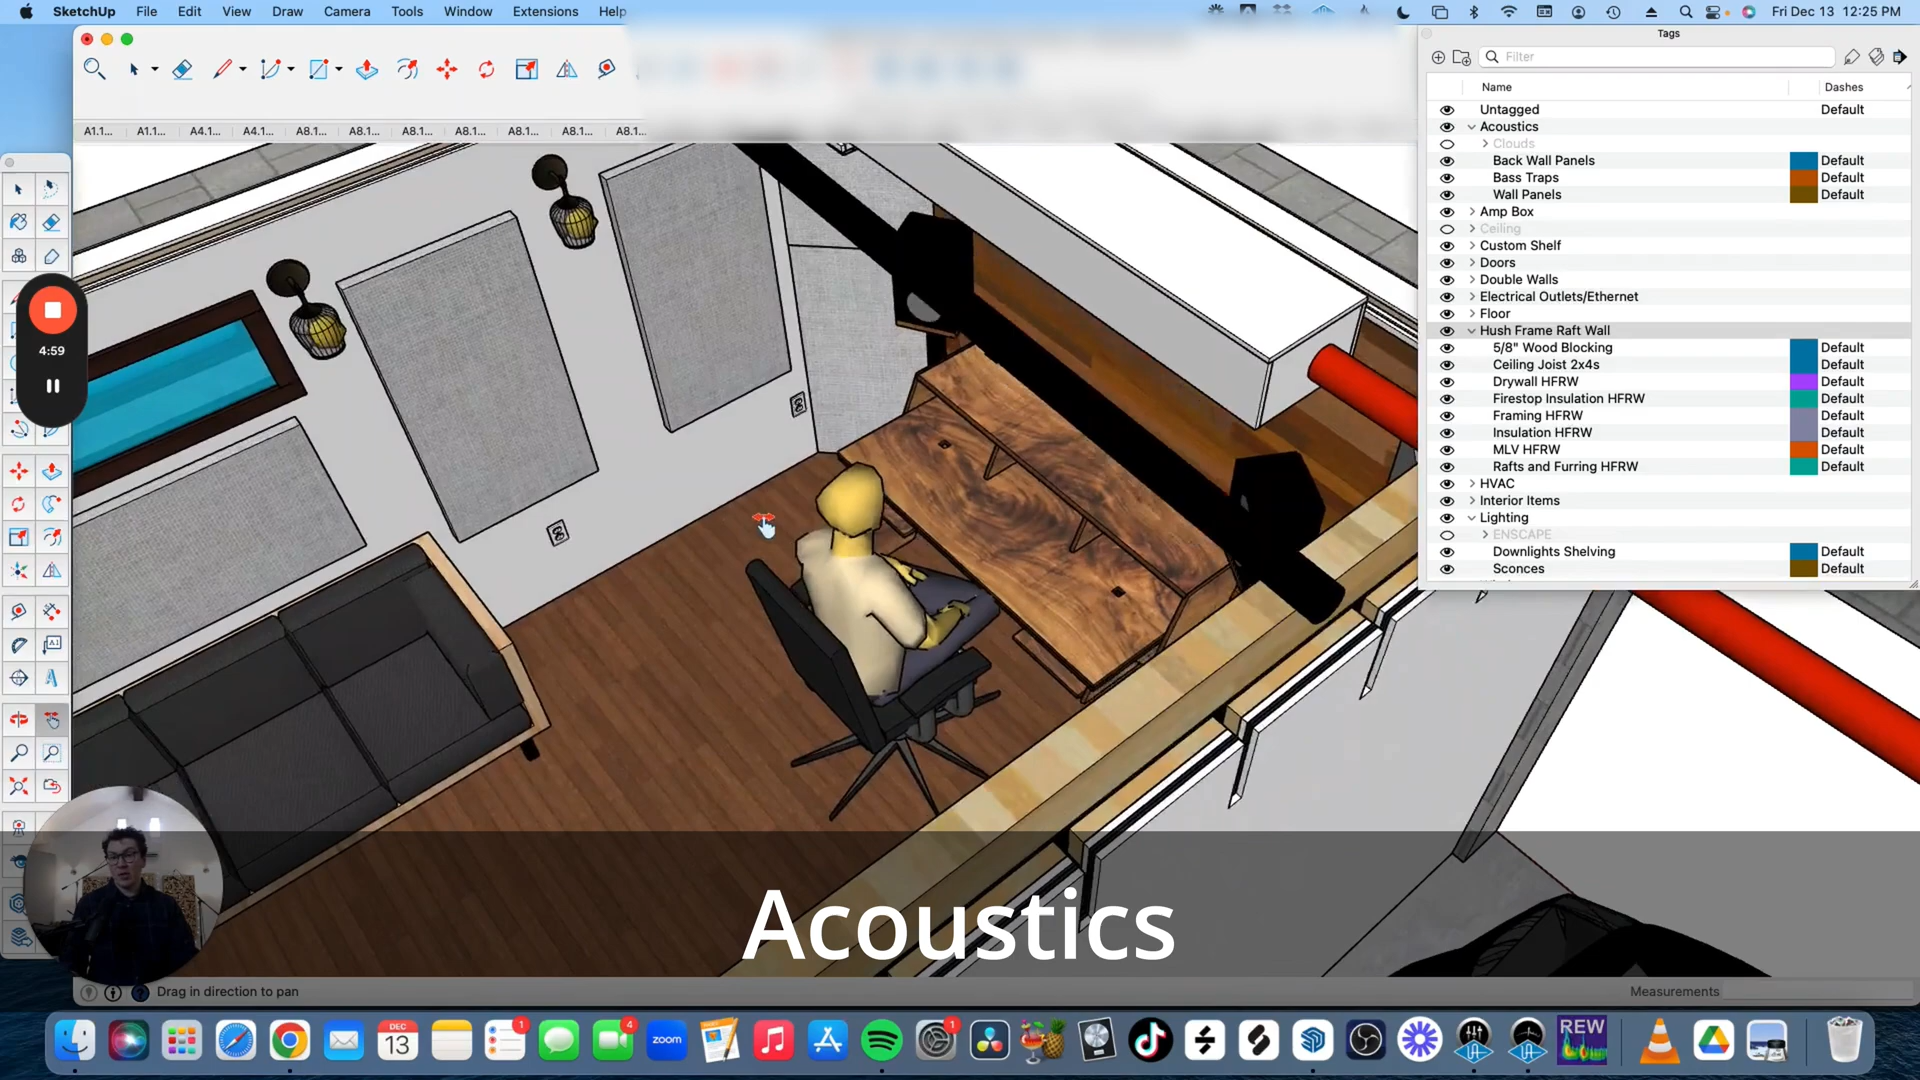 SketchUp File Edit View Draw Camera Tools Window Extensions Help Fri Dec 13 12:25 PM
Tags
Filter
Name Dashes
A1.1... A1.1... A4.1... A4.1... A8.1... A8.1... A8.1... A8.1... A8.1... A8.1... A8.1...
Untagged Default
Acoustics
Clouds
Back Wall Panels Default
Bass Traps Default
Wall Panels Default
Amp Box
Ceiling
Custom Shelf
Doors
Double Walls
Electrical Outlets/Ethernet
Floor
Hush Frame Raft Wall
5/8" Wood Blocking Default
Ceiling Joist 2x4s Default
Drywall HFRW Default
Firestop Insulation HFRW Default
Framing HFRW Default
Insulation HFRW Default
MLV HFRW Default
Rafts and Furring HFRW Default
HVAC
Interior Items
Lighting
ENSCAPE
Downlights Shelving Default
Sconces Default
4:59
Acoustics
Drag in direction to pan Measurements
DEC
13
1
4
zoom
1
REW